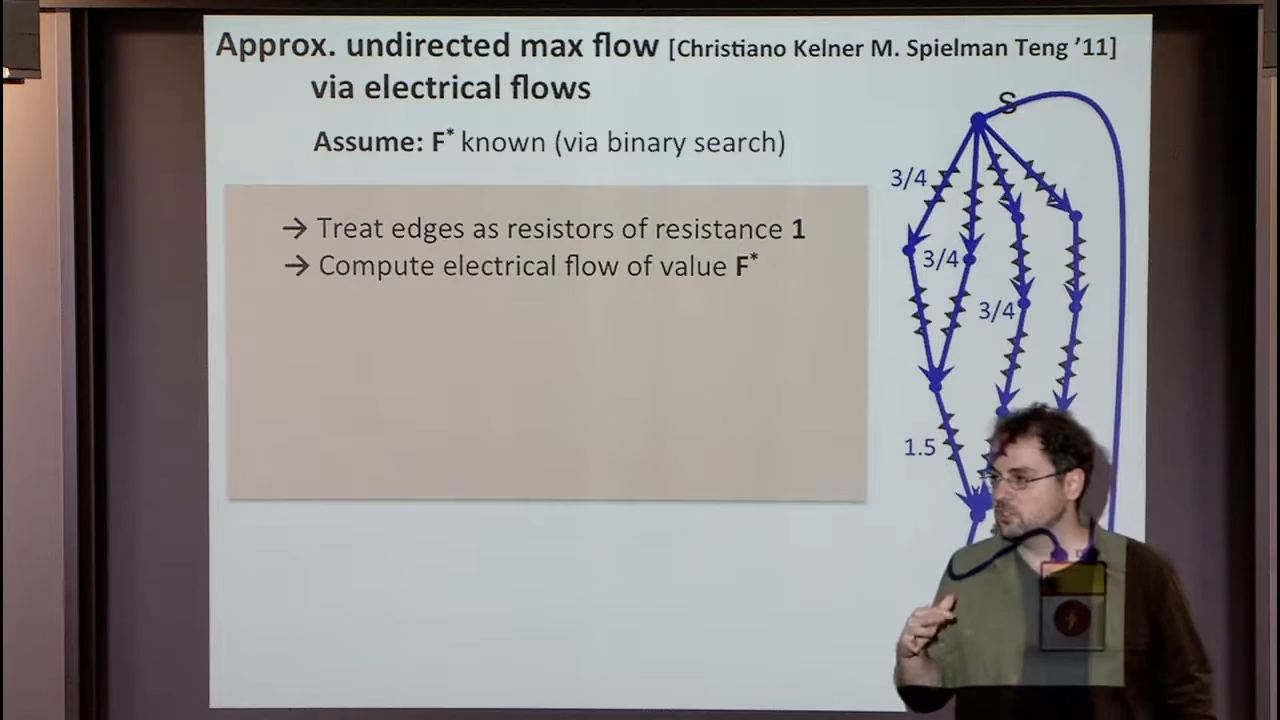 Approx. undirected max flow [Christiano Kelner M. Spielman Teng ’11]
via electrical flows
Assume: F* known (via binary search)
→ Treat edges as resistors of resistance 1
→ Compute electrical flow of value F*
S
3/4
3/4
3/4
1.5